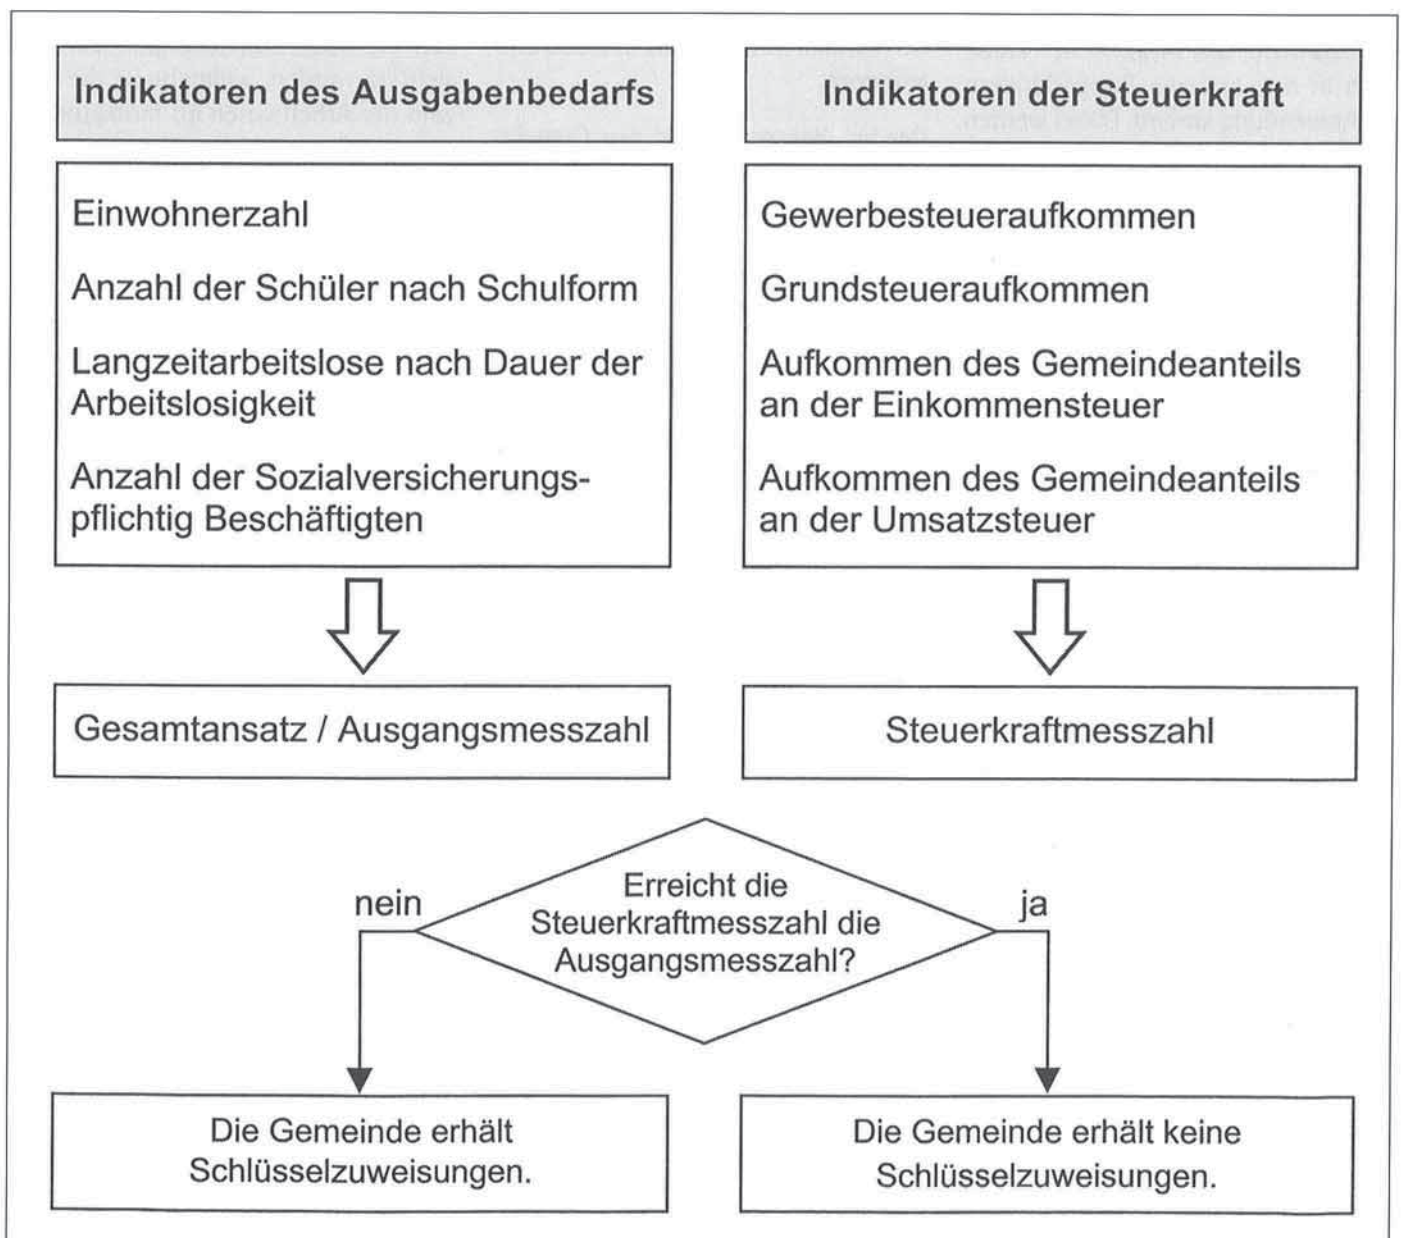 Indikatoren des Ausgabenbedarfs
Einwohnerzahl
Anzahl der Schüler nach Schulform
Langzeitarbeitslose nach Dauer der
Arbeitslosigkeit
Anzahl der Sozialversicherungs-
pflichtig Beschäftigten
Gesamtansatz / Ausgangsmesszahl
Indikatoren der Steuerkraft
Gewerbesteueraufkommen
Grundsteueraufkommen
Aufkommen des Gemeindeanteils
an der Einkommensteuer
Aufkommen des Gemeindeanteils
an der Umsatzsteuer
Steuerkraftmesszahl
Erreicht die
Steuerkraftmesszahl die
Ausgangsmesszahl?
nein
ja
Die Gemeinde erhält
Schlüsselzuweisungen.
Die Gemeinde erhält keine
Schlüsselzuweisungen.